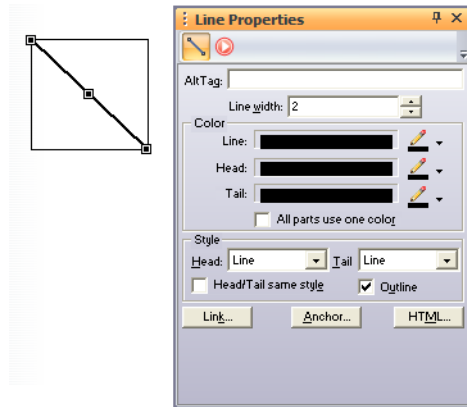 Line Properties
AltTag:
Line width: 2
Color
Line:
Head:
Tail:
All parts use one color
Style
Head: Line Tail Line
Head/Tail same style Outline
Link... Anchor... HTML...